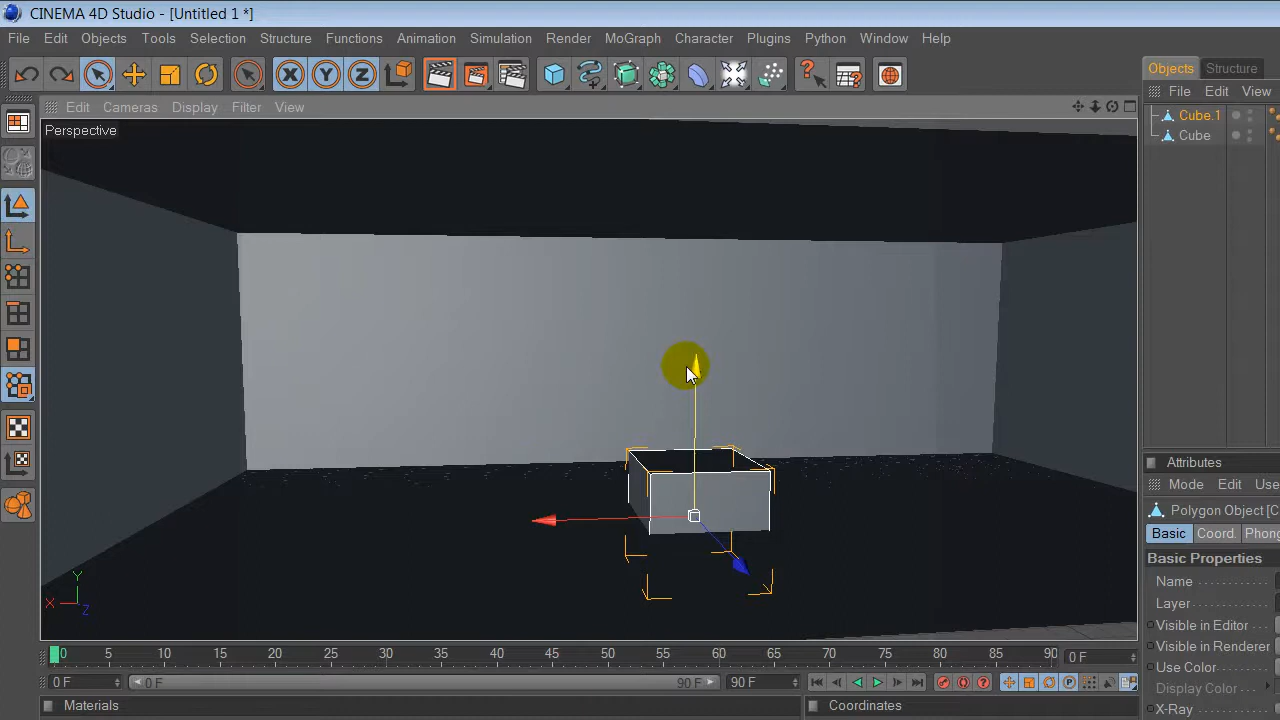 CINEMA 4D Studio - [Untitled 1 *]
File Edit Objects Tools Selection Structure Functions Animation Simulation Render MoGraph Character Plugins Python Window Help
X Y Z
Objects Structure
File Edit View
Edit Cameras Display Filter View
Perspective
Cube.1
Cube
Attributes
Mode Edit Use
Polygon Object [C
Basic Coord. Phong
Basic Properties
Name
Layer
Visible in Editor
Visible in Renderer
Use Color
Display Color
X-Ray
Y
X
Z
0 5 10 15 20 25 30 35 40 45 50 55 60 65 70 75 80 85 90 0 F
0 F 0 F 90 F 90 F P
Materials
Coordinates